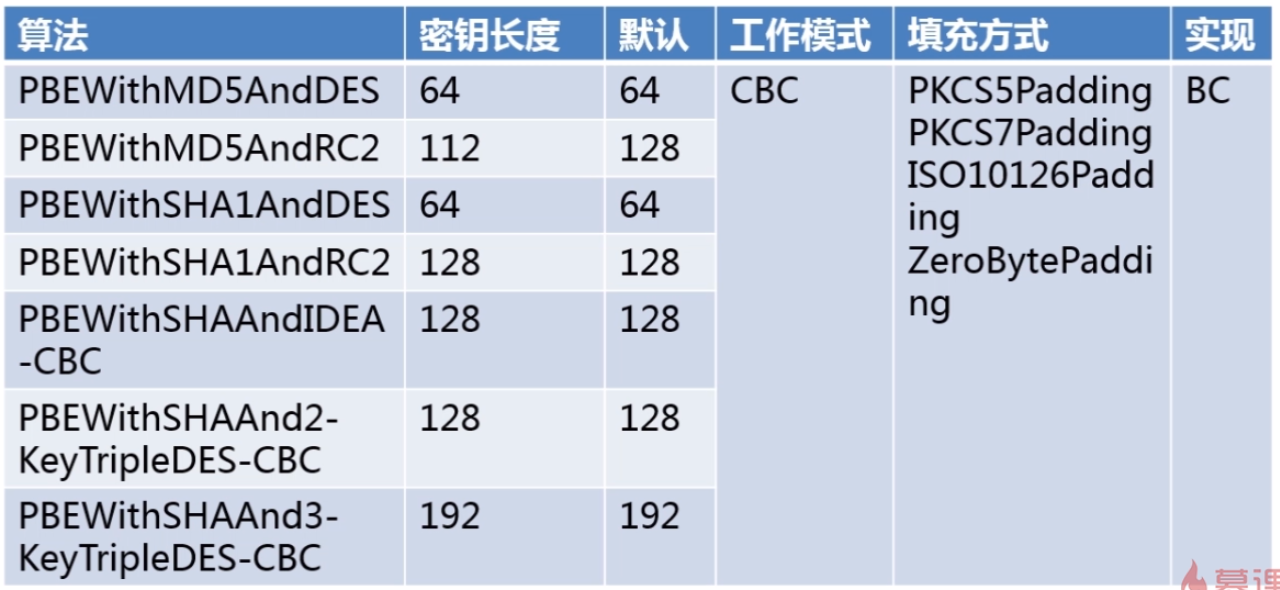 算法 密钥长度 默认 工作模式 填充方式 实现
PBEWithMD5AndDES 64 64 CBC PKCS5Padding BC
PKCS7Padding
ISO10126Padd
ing
ZeroBytePaddi
ng
PBEWithMD5AndRC2 112 128
PBEWithSHA1AndDES 64 64
PBEWithSHA1AndRC2 128 128
PBEWithSHAAndIDEA 128 128
-CBC
PBEWithSHAAnd2- 128 128
KeyTripleDES-CBC
PBEWithSHAAnd3- 192 192
KeyTripleDES-CBC
慕课